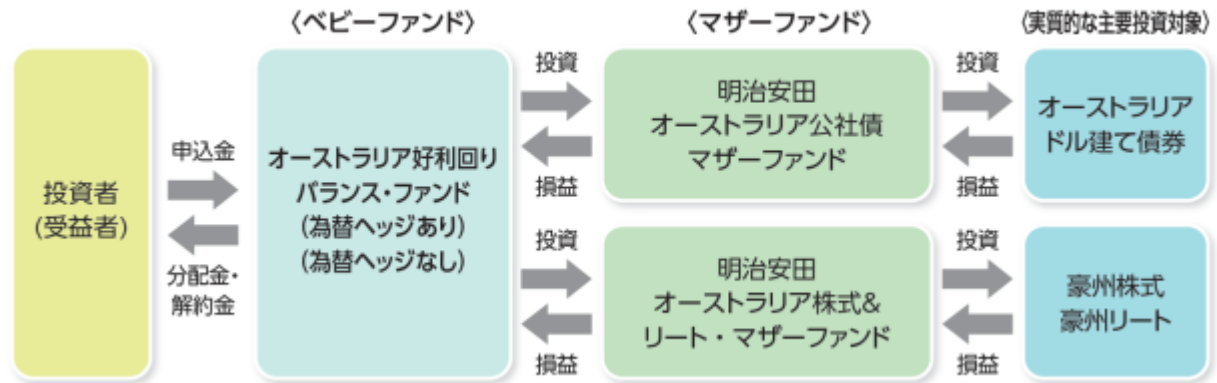 〈ベビーファンド〉
〈マザーファンド〉
〈実質的な主要投資対象〉
投資者
(受益者)
申込金
分配金・
解約金
オーストラリア好利回り
バランス・ファンド
(為替ヘッジあり)
(為替ヘッジなし)
投資
損益
明治安田
オーストラリア公社債
マザーファンド
投資
損益
オーストラリア
ドル建て債券
投資
損益
明治安田
オーストラリア株式&
リート・マザーファンド
投資
損益
豪州株式
豪州リート